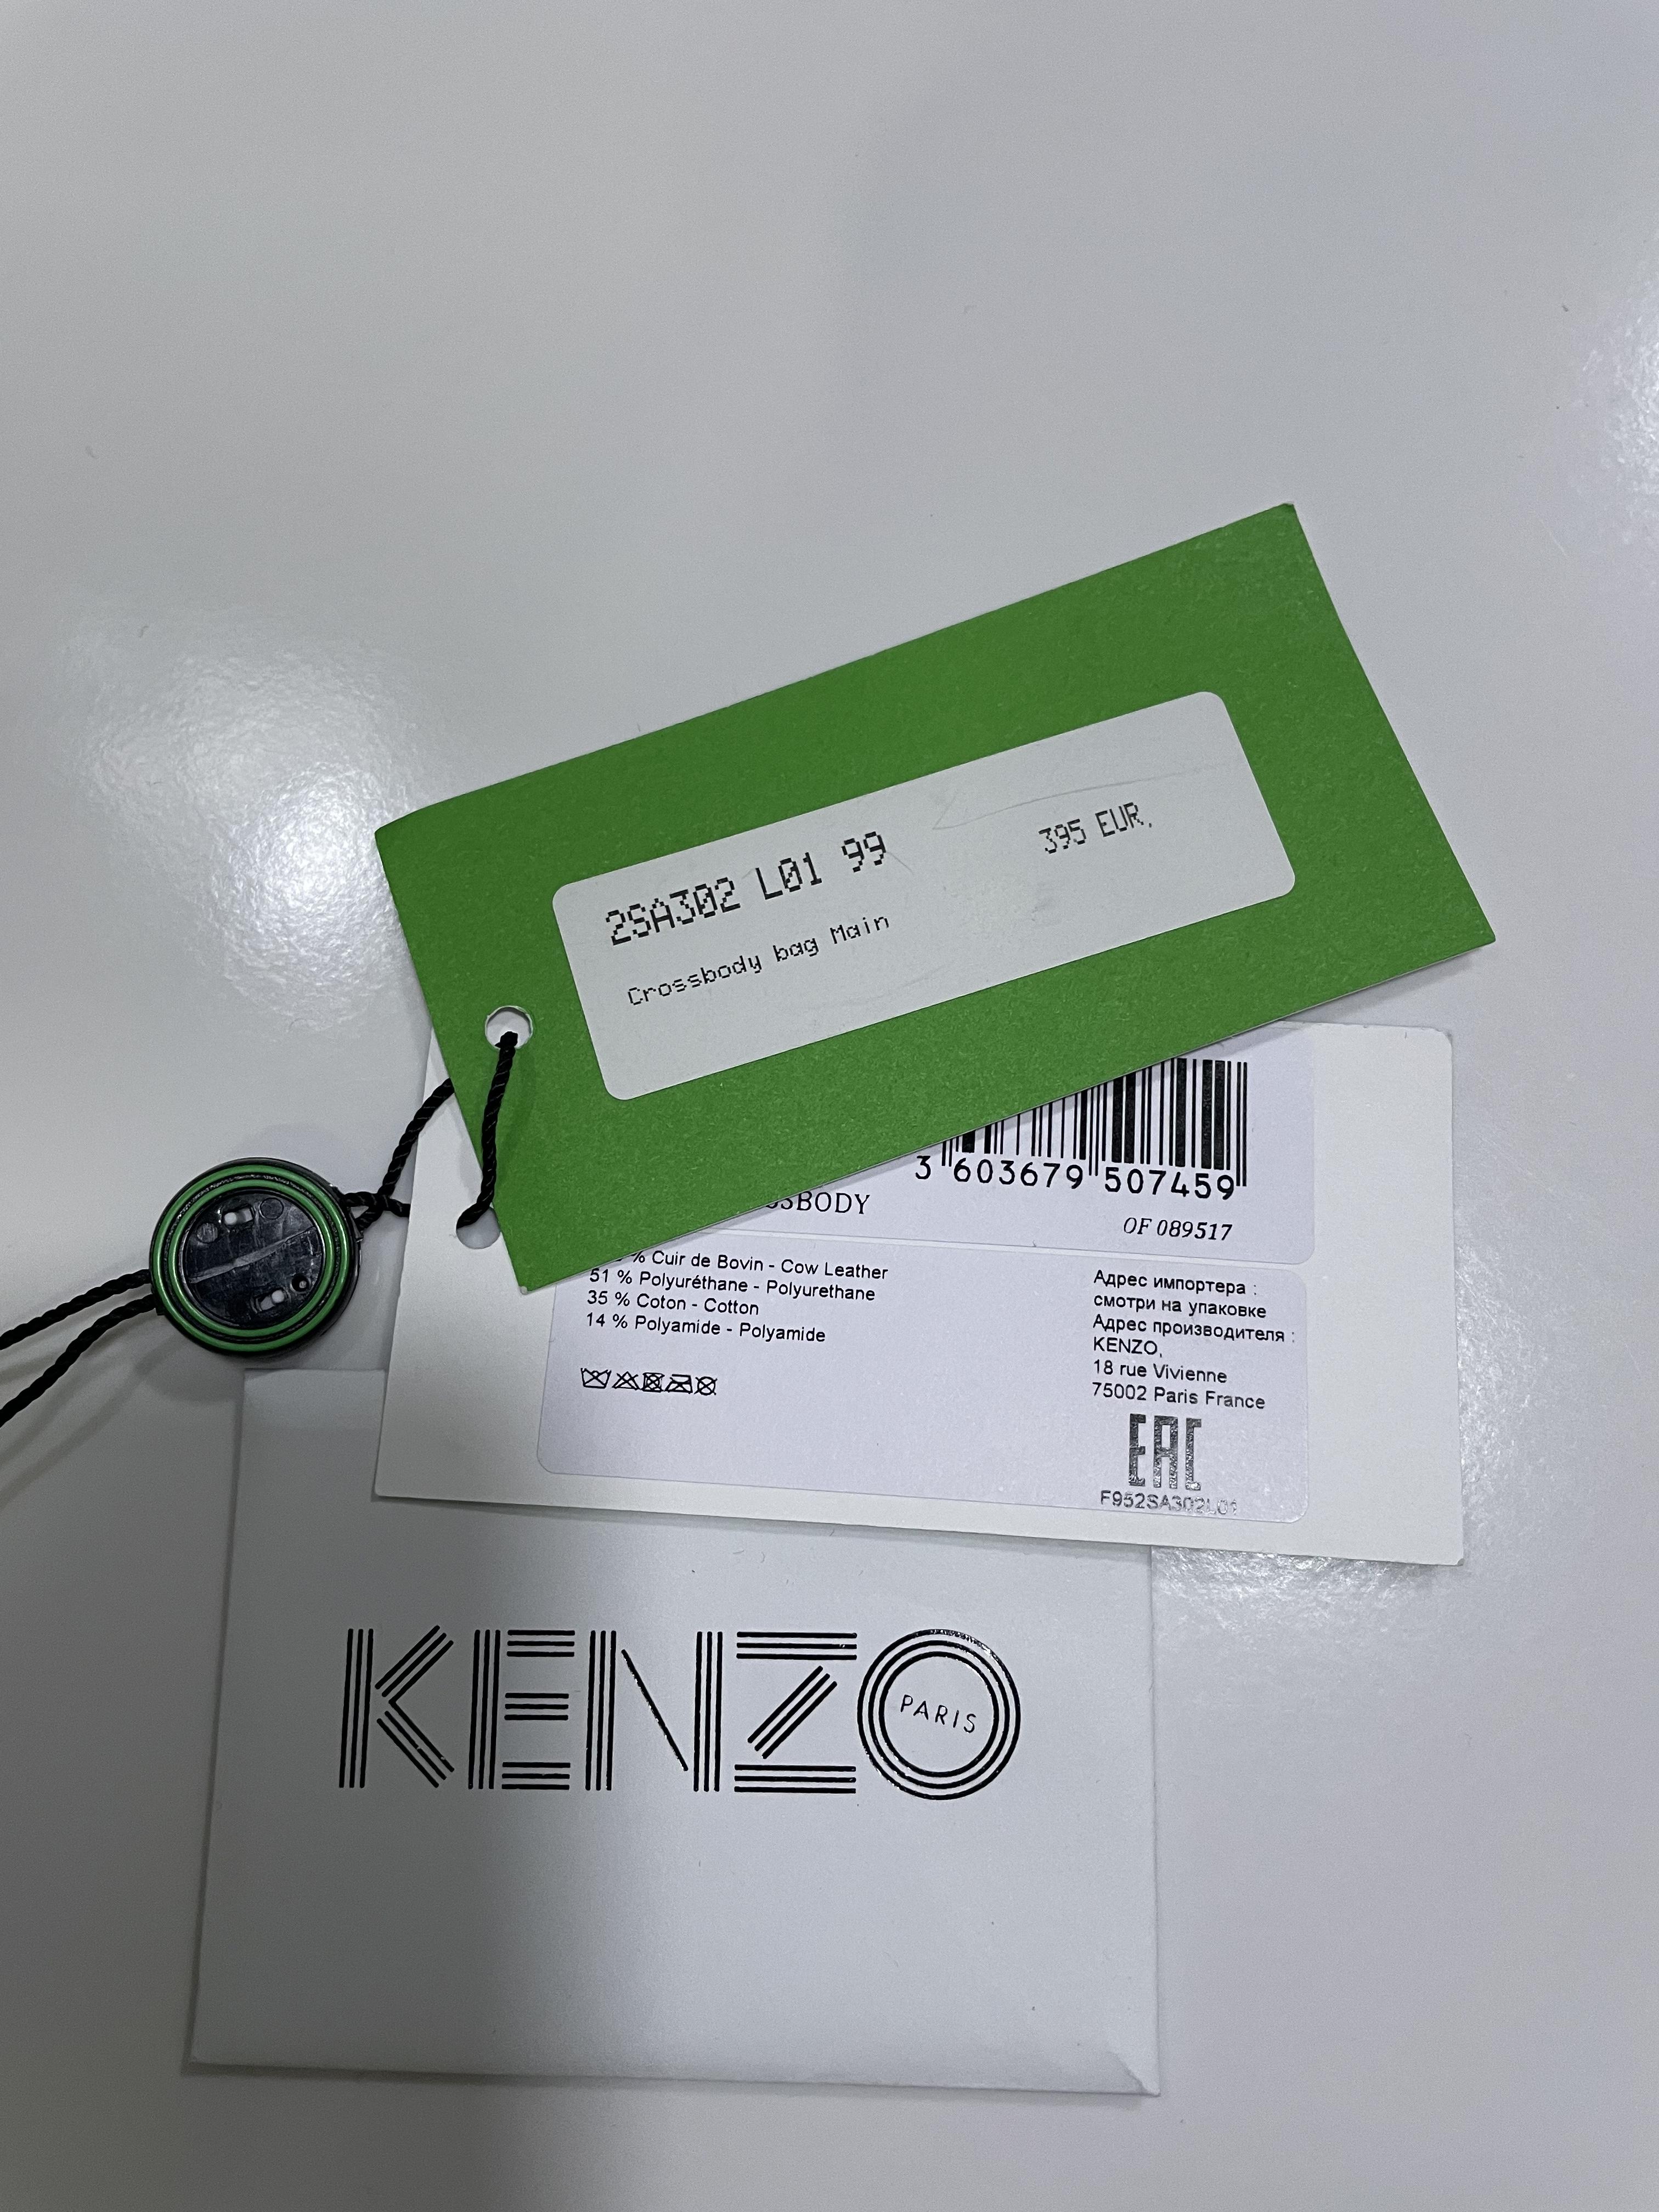 2SA302 L01 99
395 EUR.
Crossbody bag Main
3 603679 507459
OF 089517
% Cuir de Bovin - Cow Leather
51 % Polyuréthane - Polyurethane
35 % Coton - Cotton
14 % Polyamide - Polyamide
Адрес импортера :
смотри на упаковке
Адрес производителя :
KENZO,
18 rue Vivienne
75002 Paris France
EAC
F952SA302L01
KENZO
PARIS